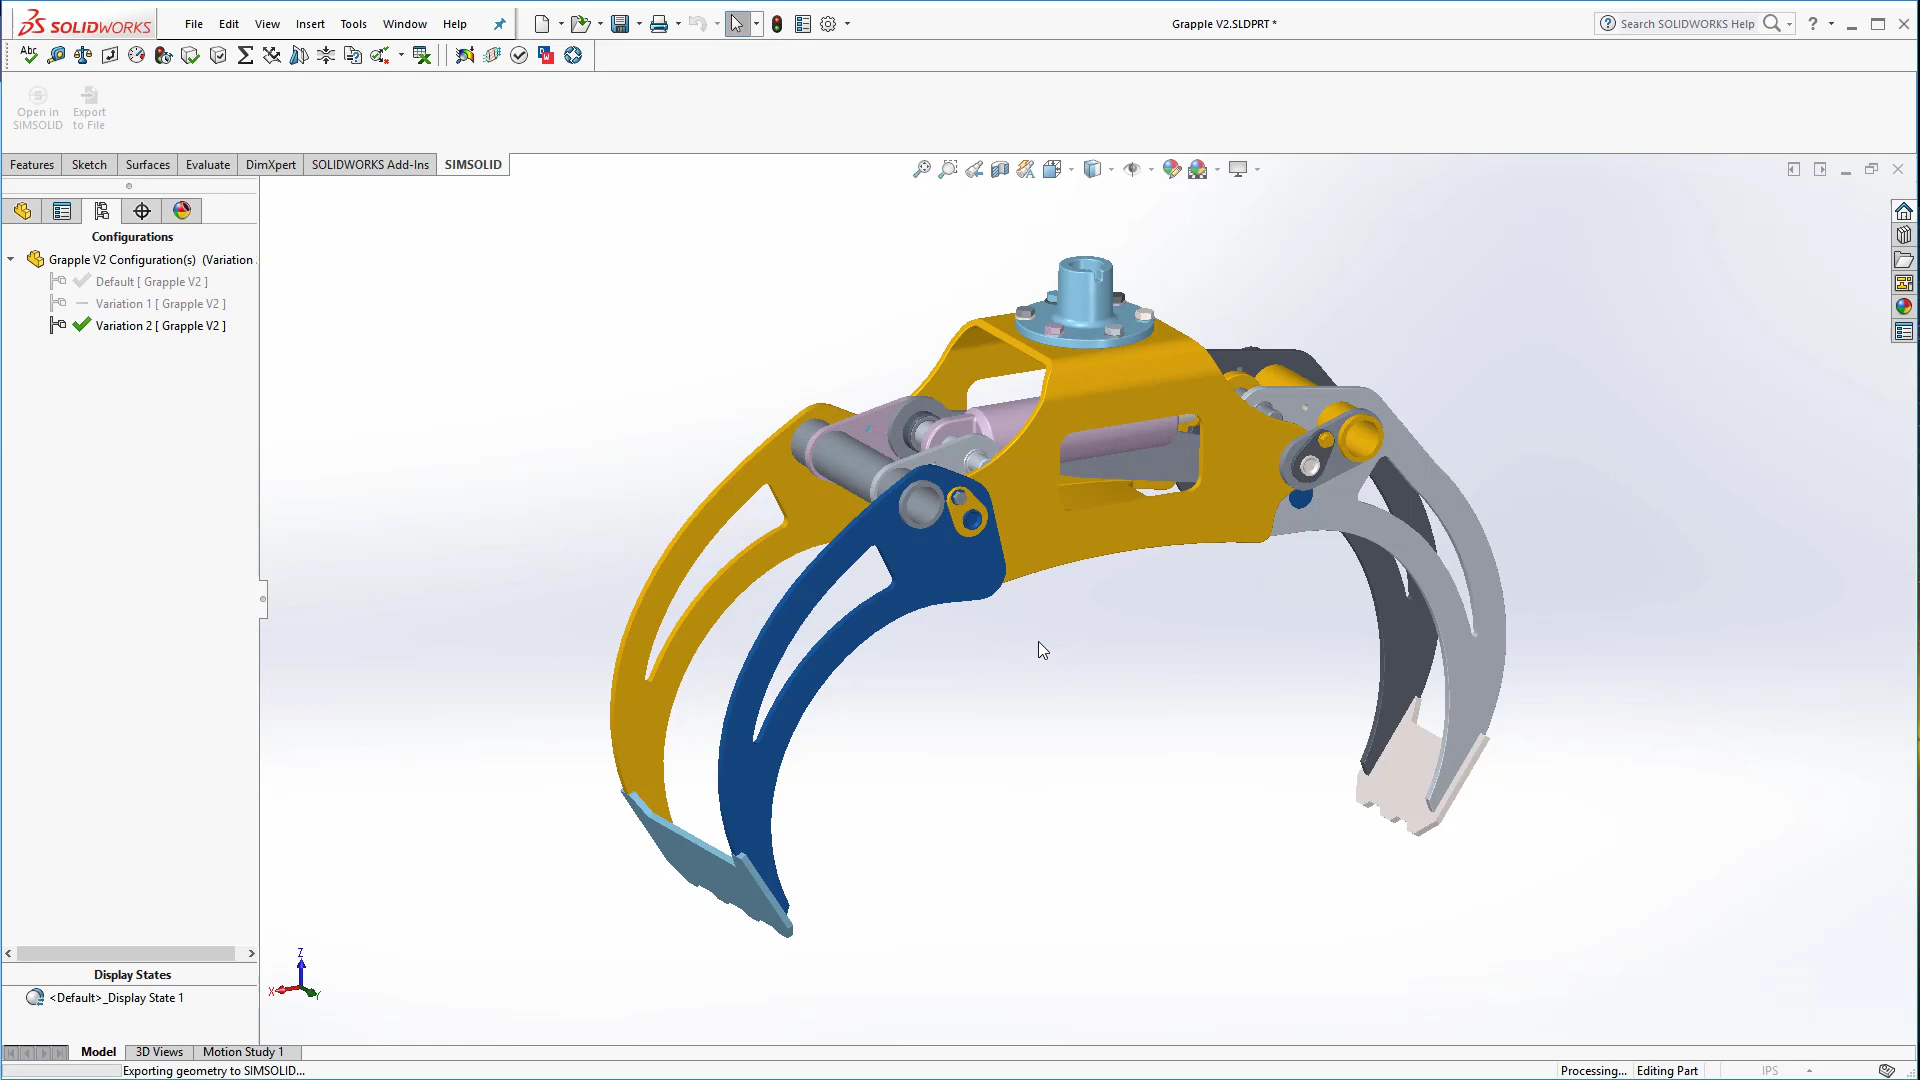 SOLIDWORKS
File Edit View Insert Tools Window Help
Grapple V2.SLDPRT *
Search SOLIDWORKS Help
?
Abc
Open in SIMSOLID
Export to File
Features Sketch Surfaces Evaluate DimXpert SOLIDWORKS Add-Ins SIMSOLID
Configurations
Grapple V2 Configuration(s) (Variation
Default [ Grapple V2 ]
Variation 1 [ Grapple V2 ]
Variation 2 [ Grapple V2 ]
Z
X
Y
Display States
<Default>_Display State 1
Model 3D Views Motion Study 1
Exporting geometry to SIMSOLID...
Processing... Editing Part IPS